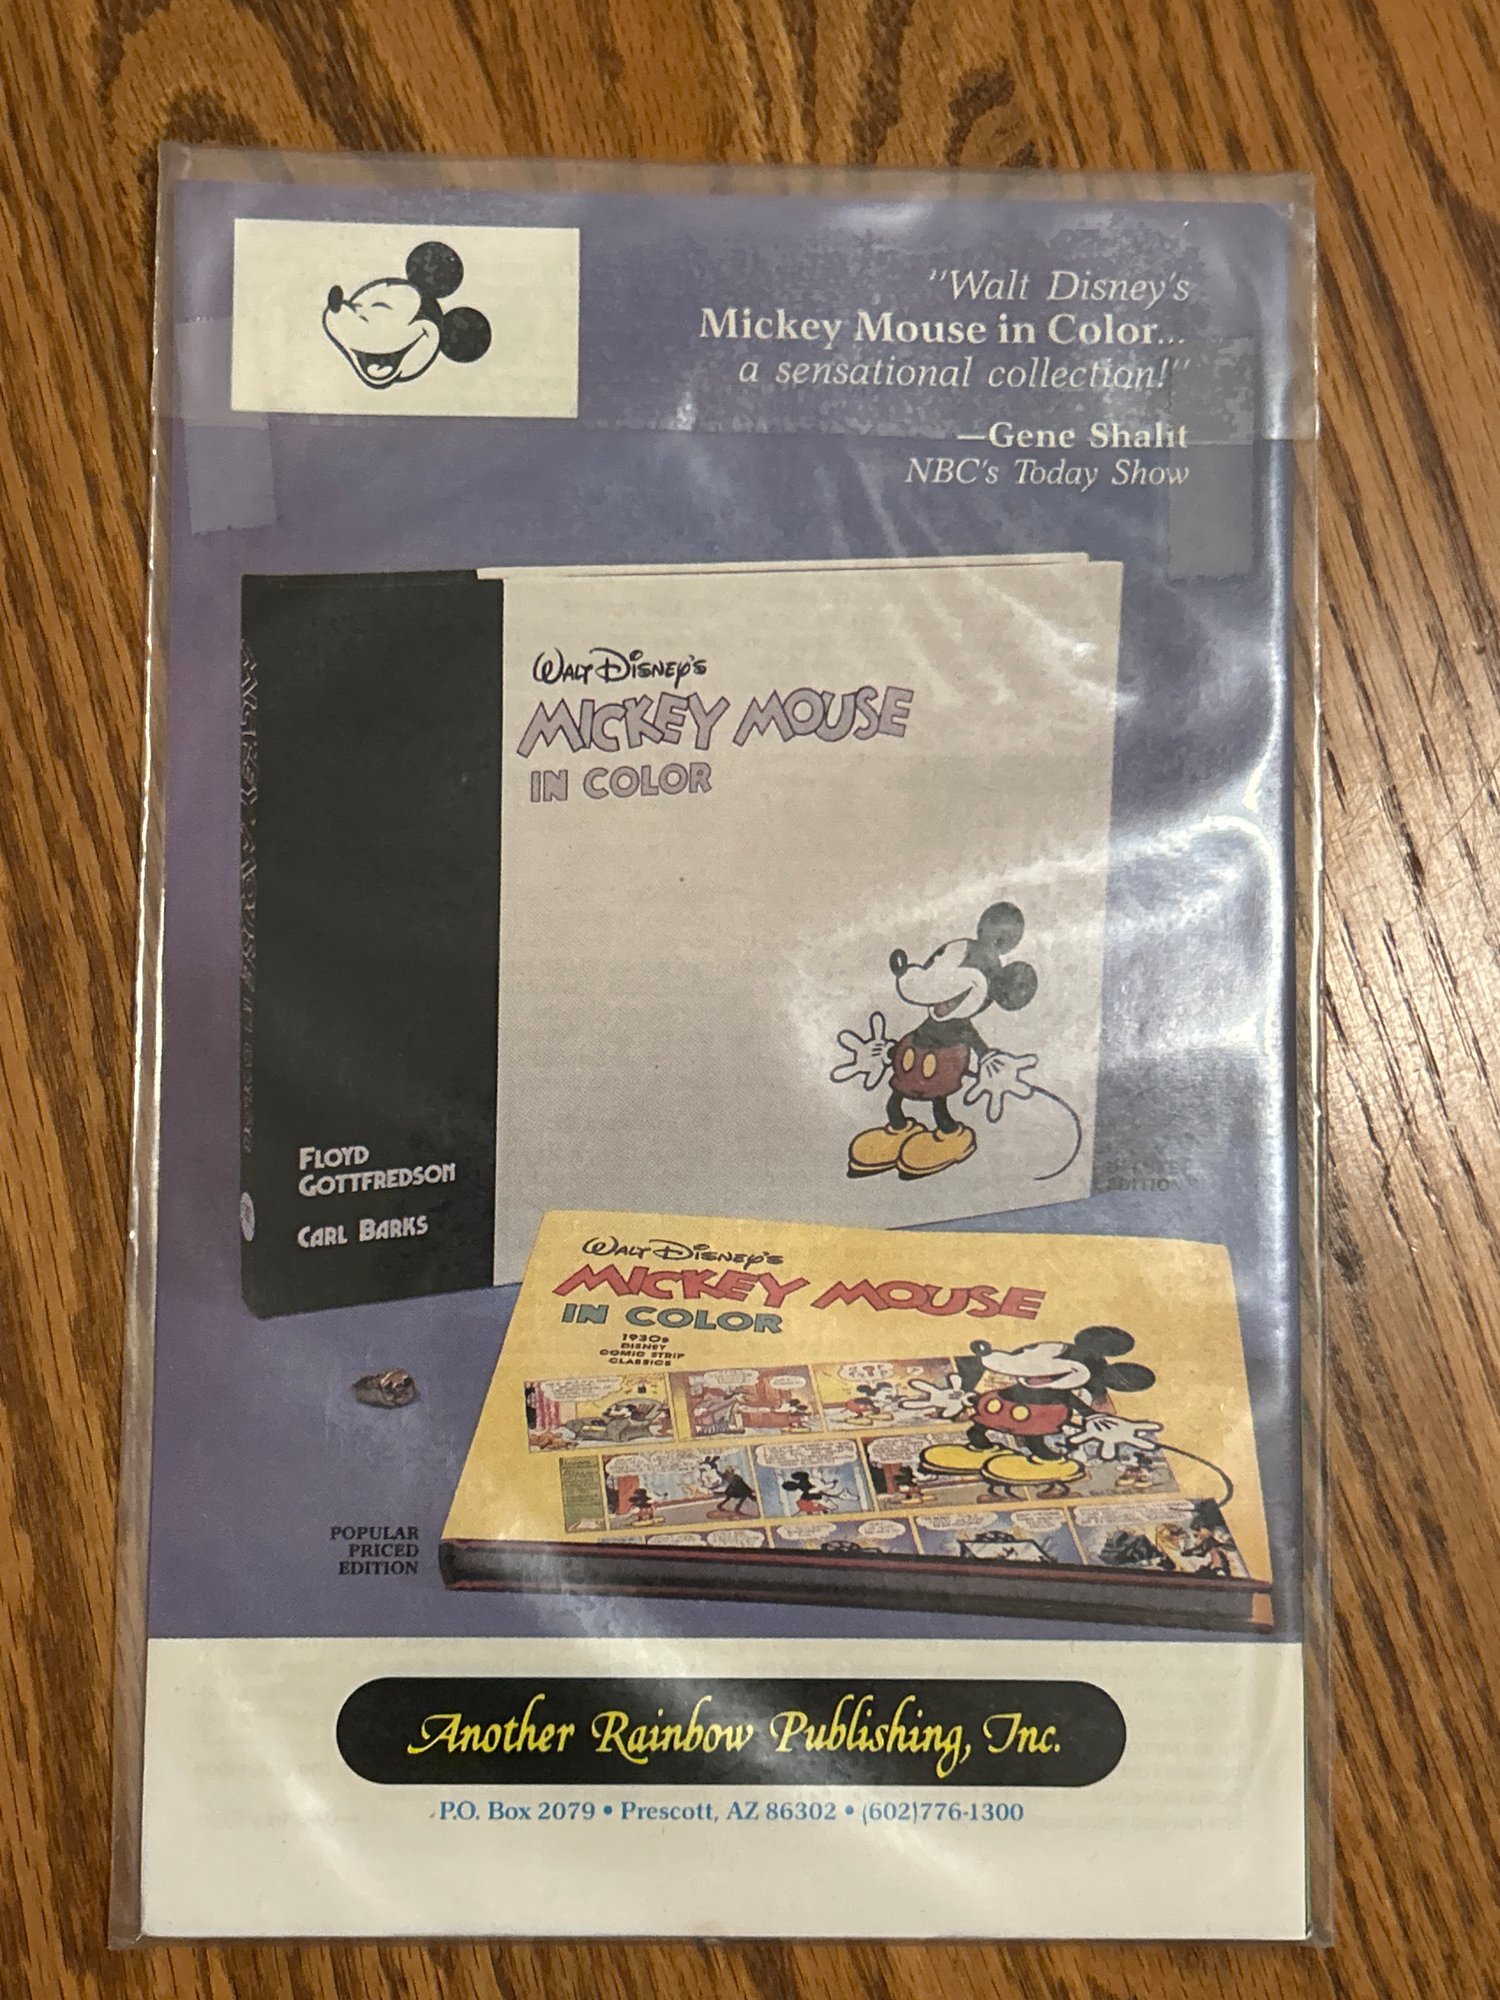 "Walt Disney's
Mickey Mouse in Color...
a sensational collection!"
—Gene Shalit
NBC's Today Show
WALT DISNEY'S
MICKEY MOUSE
IN COLOR
FLOYD
GOTTFREDSON
CARL BARKS
DELUXE
EDITION
WALT DISNEY'S
MICKEY MOUSE
IN COLOR
1930s
DISNEY
COMIC STRIP
CLASSICS
POPULAR
PRICED
EDITION
Another Rainbow Publishing, Inc.
P.O. Box 2079 • Prescott, AZ 86302 • (602)776-1300